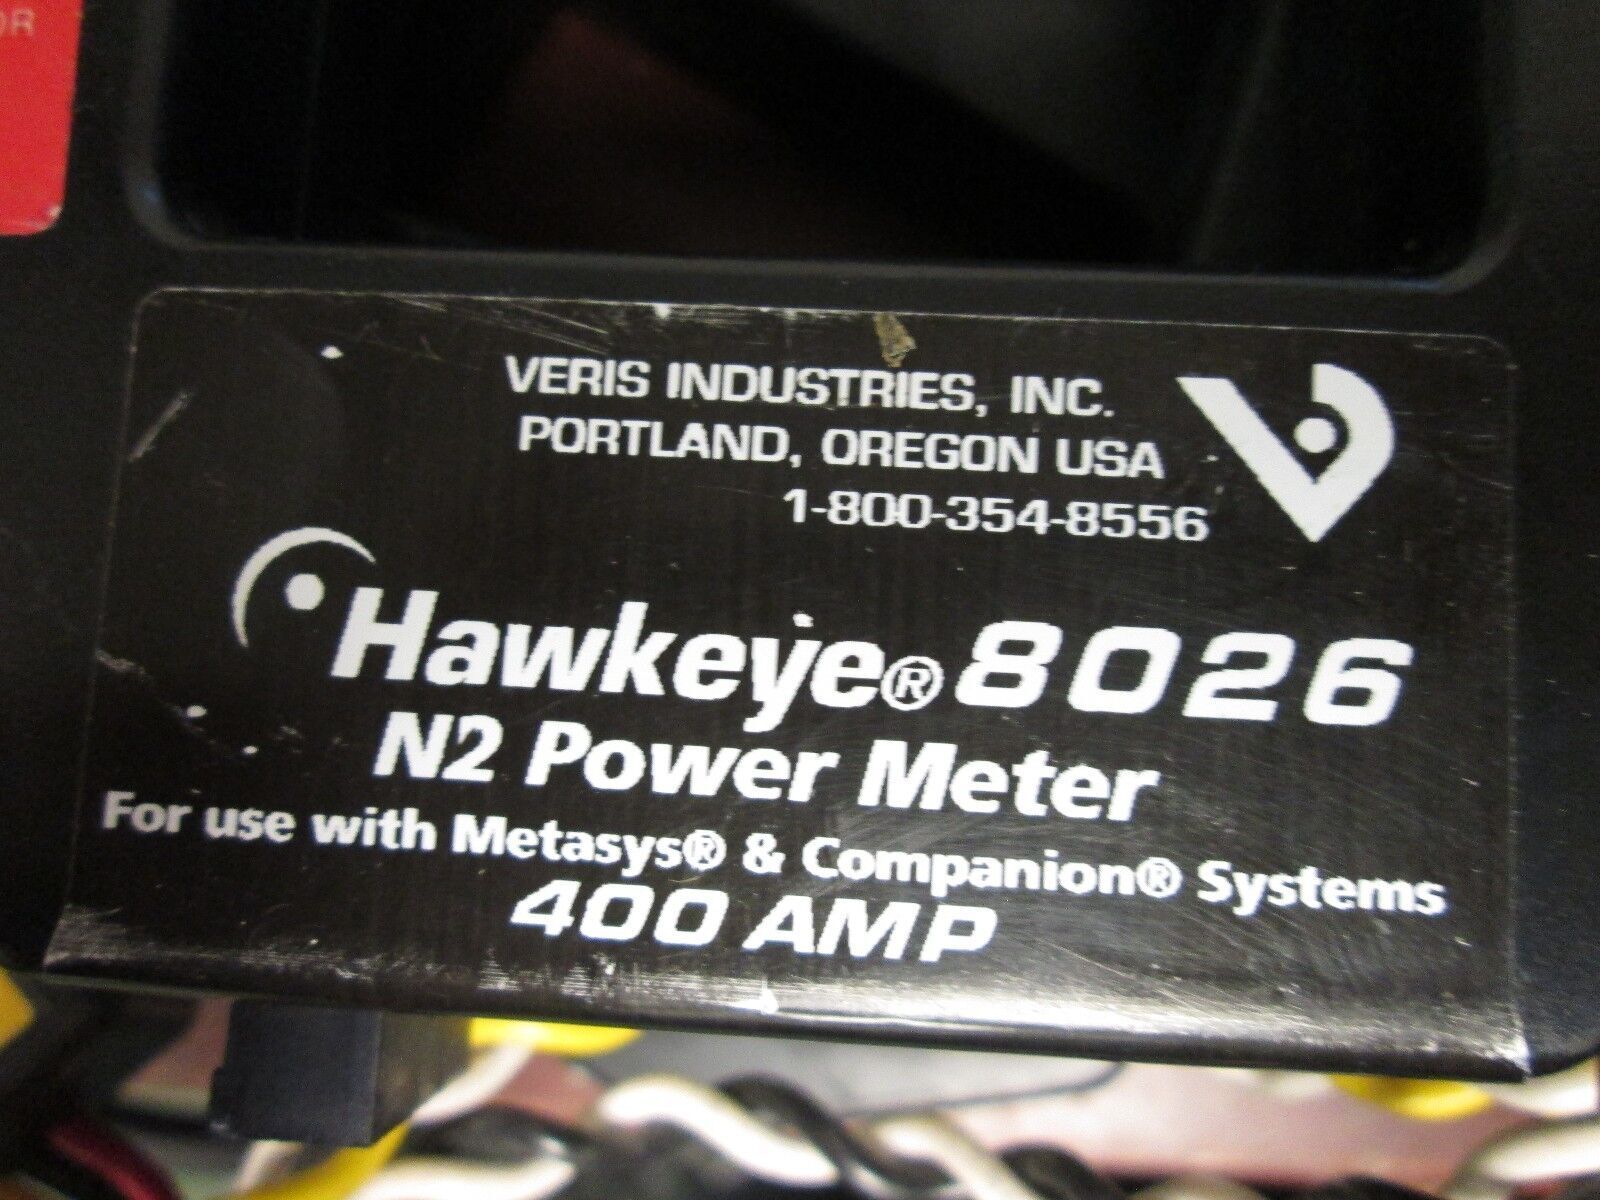 VERIS INDUSTRIES, INC.
PORTLAND, OREGON USA
1-800-354-8556
Hawkeye® 8026
N2 Power Meter
For use with Metasys® & Companion® Systems
400 AMP